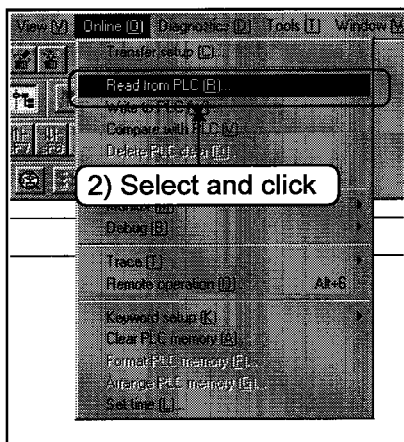 View [V] Online [O] Diagnostics [D] Tools [T] Window [W
Transfer setup [C]...
Read from PLC [R]...
Write to PLC
Compare with PLC [V]...
Delete PLC data [D]...
2) Select and click
Monitor [M]
Debug [B]
Trace [T]
Remote operation [O]... Alt+6
Keyword setup [K]
Clear PLC memory [A]...
Format PLC memory [F]...
Arrange PLC memory [G]...
Set time [L]...